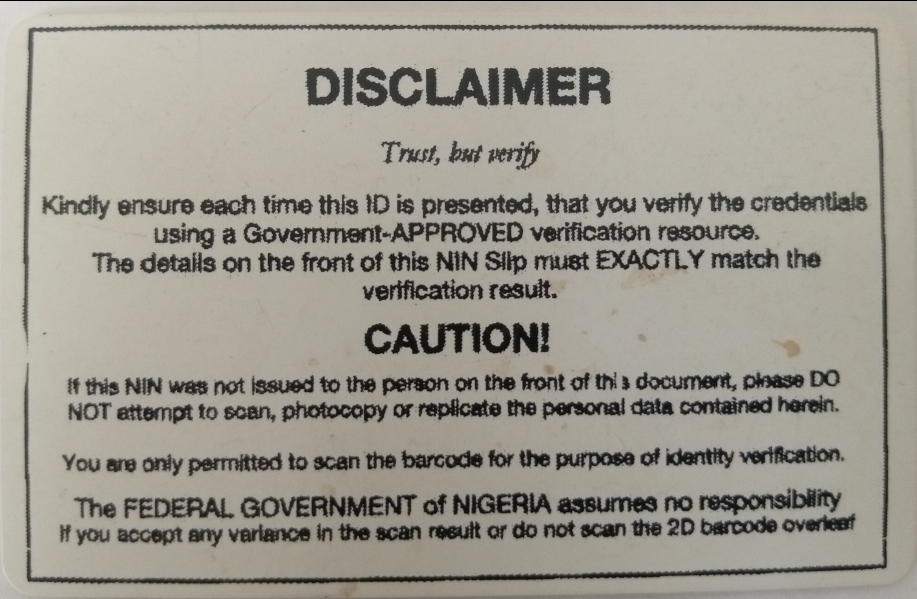 DISCLAIMER
Trust, but verify
Kindly ensure each time this ID is presented, that you verify the credentials
using a Government-APPROVED verification resource.
The details on the front of this NIN Slip must EXACTLY match the
verification result.
CAUTION!
If this NIN was not issued to the person on the front of this document, please DO
NOT attempt to scan, photocopy or replicate the personal data contained herein.
You are only permitted to scan the barcode for the purpose of identity verification.
The FEDERAL GOVERNMENT of NIGERIA assumes no responsibility
If you accept any variance in the scan result or do not scan the 2D barcode overleaf